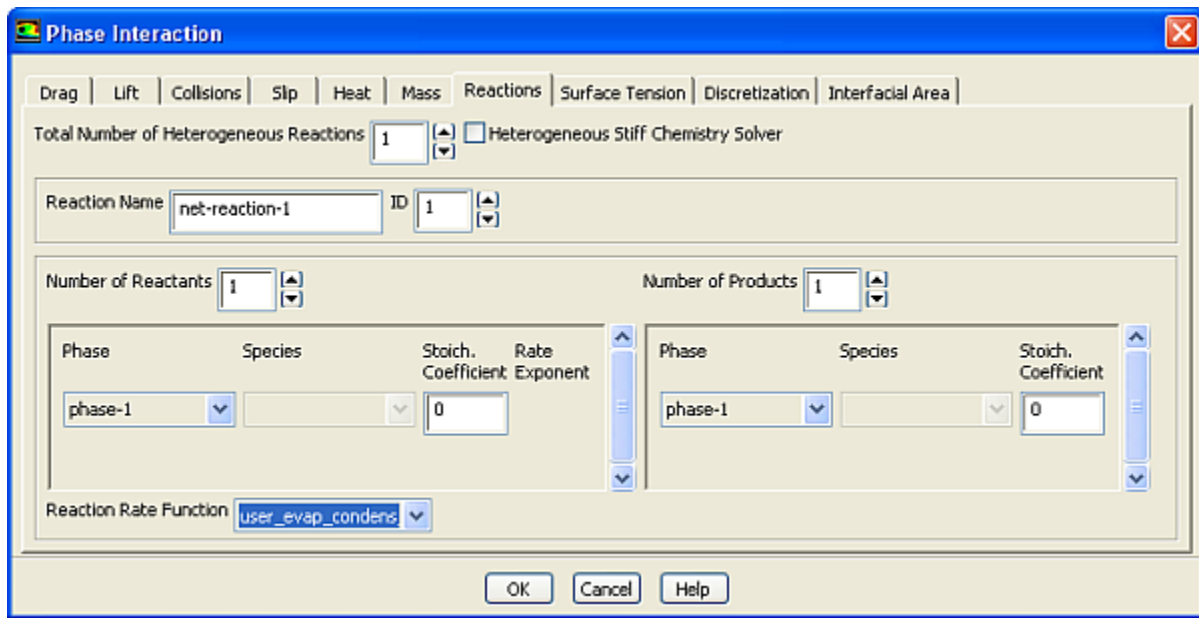 Phase Interaction
Drag Lift Collisions Slip Heat Mass Reactions Surface Tension Discretization Interfacial Area
Total Number of Heterogeneous Reactions 1 Heterogeneous Stiff Chemistry Solver
Reaction Name net-reaction-1 ID 1
Number of Reactants 1 Number of Products 1
Phase Species Stoich. Rate Phase Species Stoich.
Coefficient Exponent Coefficient
phase-1 0 phase-1 0
Reaction Rate Function user_evap_condens
OK Cancel Help